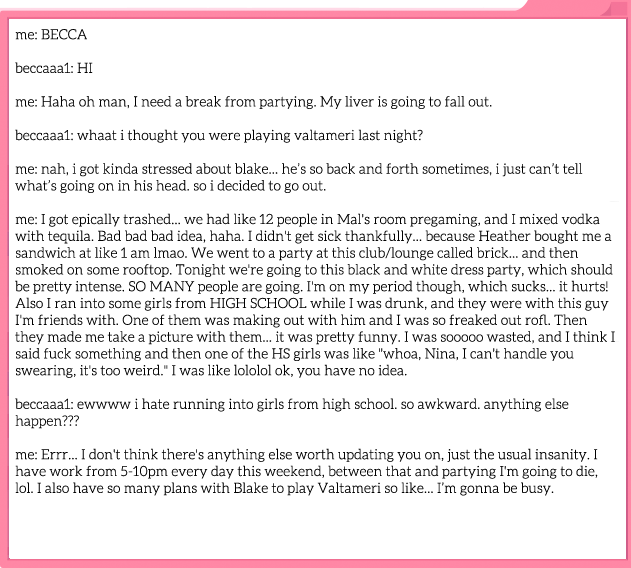 me: BECCA
beccaaa1: HI
me: Haha oh man, I need a break from partying. My liver is going to fall out.
beccaaa1: whaat i thought you were playing valtameri last night?
me: nah, i got kinda stressed about blake... he's so back and forth sometimes, i just can't tell
what's going on in his head. so i decided to go out.
me: I got epically trashed... we had like 12 people in Mal's room pregaming, and I mixed vodka
with tequila. Bad bad bad idea, haha. I didn't get sick thankfully... because Heather bought me a
sandwich at like 1 am lmao. We went to a party at this club/lounge called brick... and then
smoked on some rooftop. Tonight we're going to this black and white dress party, which should
be pretty intense. SO MANY people are going. I'm on my period though, which sucks... it hurts!
Also I ran into some girls from HIGH SCHOOL while I was drunk, and they were with this guy
I'm friends with. One of them was making out with him and I was so freaked out rofl. Then
they made me take a picture with them... it was pretty funny. I was sooooo wasted, and I think I
said fuck something and then one of the HS girls was like "whoa, Nina, I can't handle you
swearing, it's too weird." I was like lololol ok, you have no idea.
beccaaa1: ewwww i hate running into girls from high school. so awkward. anything else
happen???
me: Errr... I don't think there's anything else worth updating you on, just the usual insanity. I
have work from 5-10pm every day this weekend, between that and partying I'm going to die,
lol. I also have so many plans with Blake to play Valtameri so like... I'm gonna be busy.